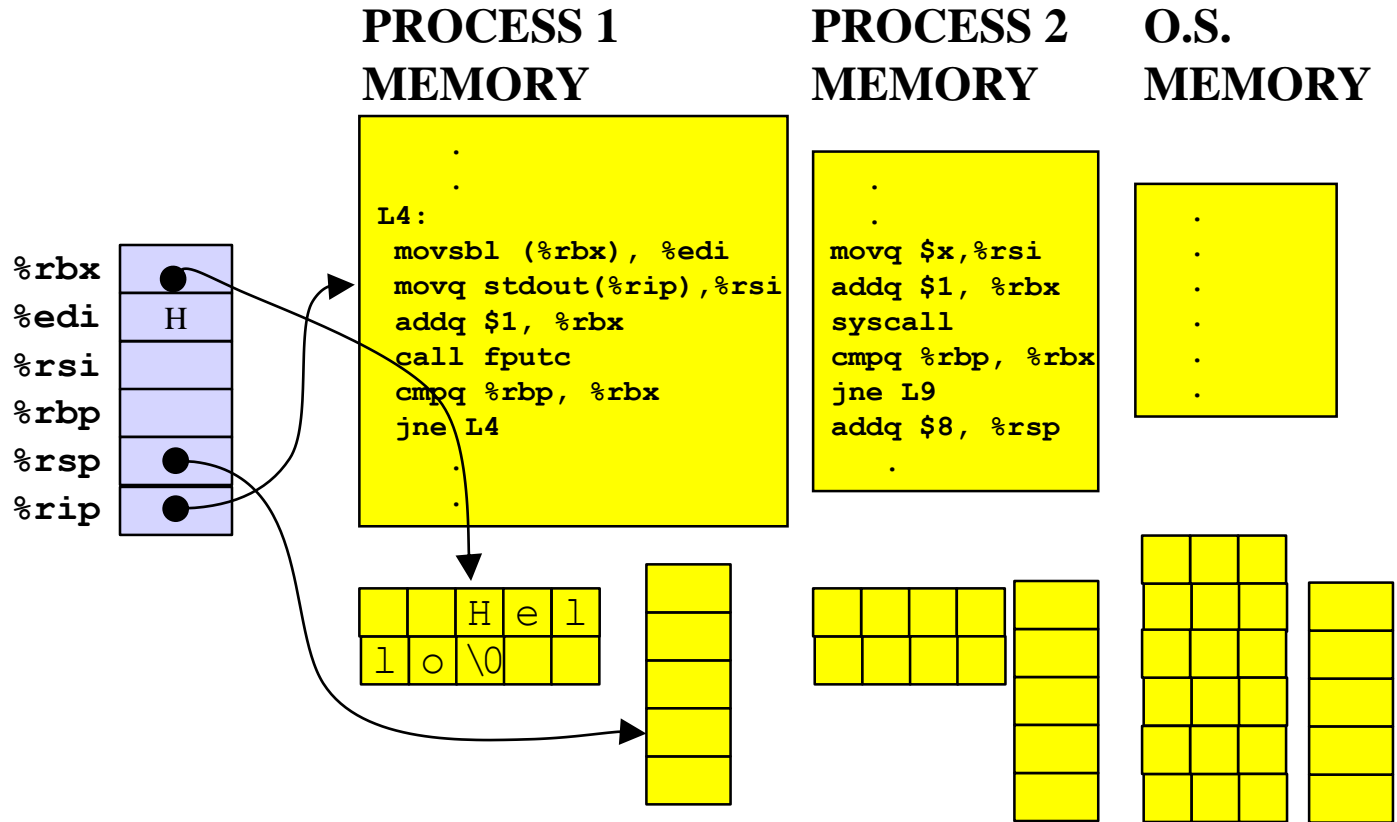 PROCESS 1
MEMORY
PROCESS 2
MEMORY
O.S.
MEMORY
%rbx
%edi
H
%rsi
%rbp
%rsp
%rip
.
.
L4:
movsbl (%rbx), %edi
movq stdout(%rip),%rsi
addq $1, %rbx
call fputc
cmpq %rbp, %rbx
jne L4
.
.
.
.
movq $x,%rsi
addq $1, %rbx
syscall
cmpq %rbp, %rbx
jne L9
addq $8, %rsp
.
.
.
.
.
.
.
H e l
l o \0